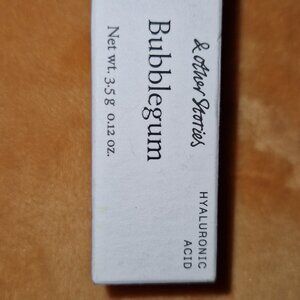 & other Stories
HYALURONIC
ACID
Bubblegum
Net wt. 3.5 g 0.12 oz.